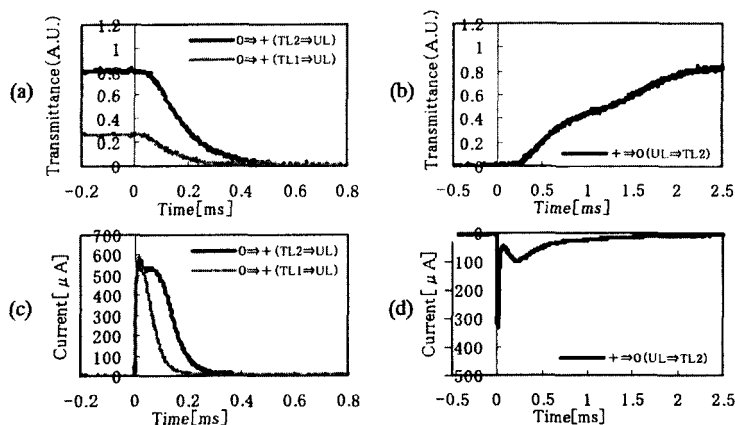 (a)
Transmittance(A.U.)
1.2
1
0.8
0.6
0.4
0.2
0
0⇒+(TL2⇒UL)
0⇒+(TL1⇒UL)
-0.2 0 0.2 0.4 0.6 0.8
Time[ms]
(b)
Transmittance(A.U.)
1.2
1
0.8
0.6
0.4
0.2
0
+⇒0(UL⇒TL2)
-0.5 0 0.5 1 1.5 2 2.5
Time[ms]
(c)
Current[μA]
700
600
500
400
300
200
100
0
0⇒+(TL2⇒UL)
0⇒+(TL1⇒UL)
-0.2 0 0.2 0.4 0.6 0.8
Time[ms]
(d)
Current[μA]
0
100
200
300
400
500
+⇒0(UL⇒TL2)
-0.5 0 0.5 1 1.5 2 2.5
Time[ms]